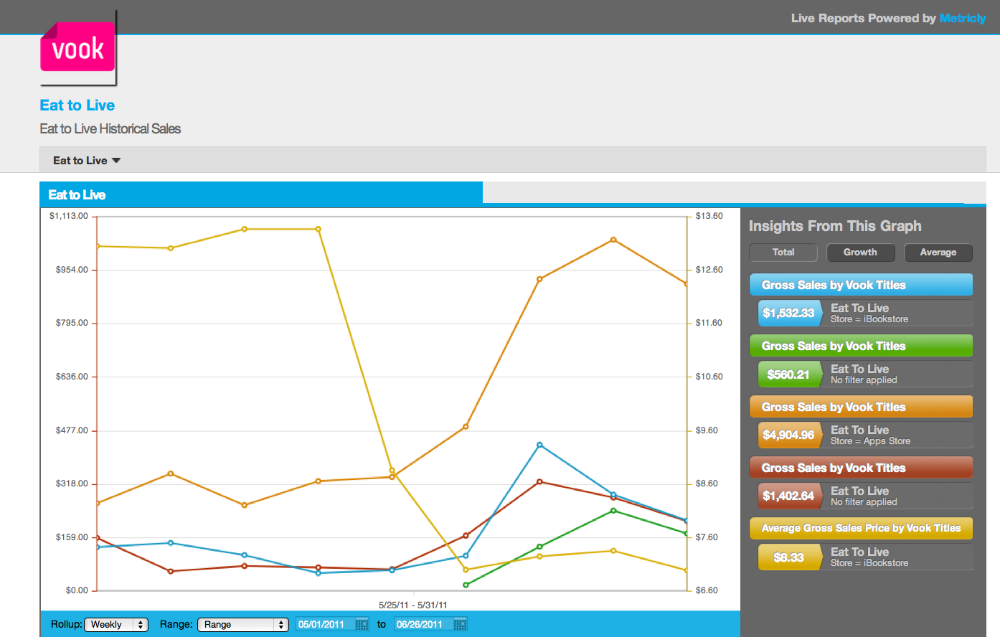 Live Reports Powered by Metricly
vook
Eat to Live
Eat to Live Historical Sales
Eat to Live
Eat to Live
$1,113.00
$954.00
$795.00
$636.00
$477.00
$318.00
$159.00
$0.00
$13.60
$12.60
$11.60
$10.60
$9.60
$8.60
$7.60
$6.60
5/25/11 - 5/31/11
Rollup: Weekly Range: Range 05/01/2011 to 06/26/2011
Insights From This Graph
Total Growth Average
Gross Sales by Vook Titles
$1,532.33 Eat To Live
Store = iBookstore
Gross Sales by Vook Titles
$560.21 Eat To Live
No filter applied
Gross Sales by Vook Titles
$4,904.96 Eat To Live
Store = Apps Store
Gross Sales by Vook Titles
$1,402.64 Eat To Live
No filter applied
Average Gross Sales Price by Vook Titles
$8.33 Eat To Live
Store = iBookstore